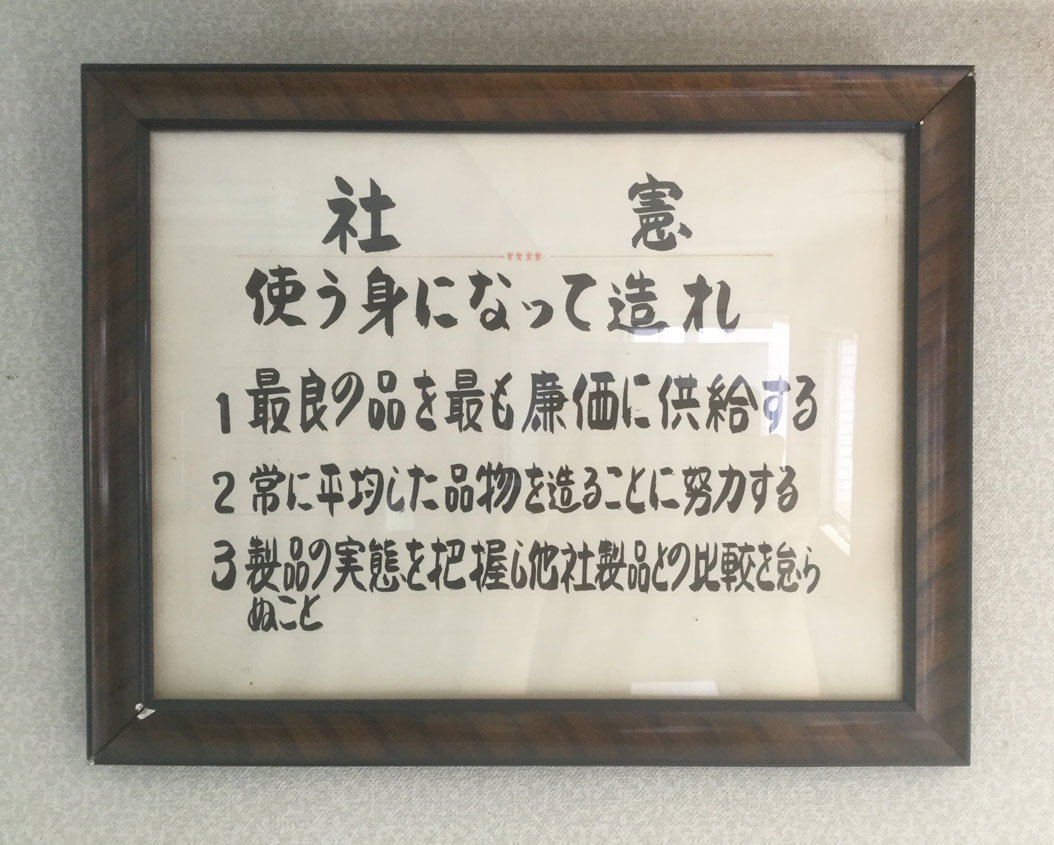 社 憲
使う身になって造れ
1 最良の品を最も廉価に供給する
2 常に平均した品物を造ることに努力する
3 製品の実態を把握し他社製品との比較を怠ら
ぬこと